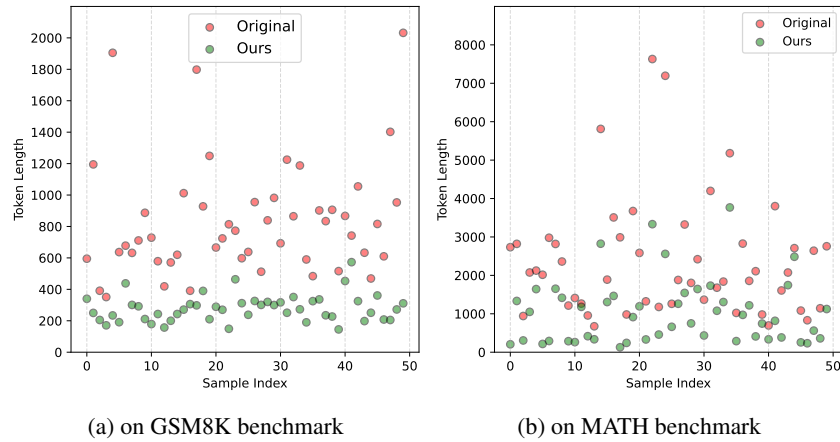 Original
Ours
2000
1800
1600
1400
1200
1000
800
600
400
200
0
Token Length
0 10 20 30 40 50
Sample Index
(a) on GSM8K benchmark
Original
Ours
8000
7000
6000
5000
4000
3000
2000
1000
0
Token Length
0 10 20 30 40 50
Sample Index
(b) on MATH benchmark